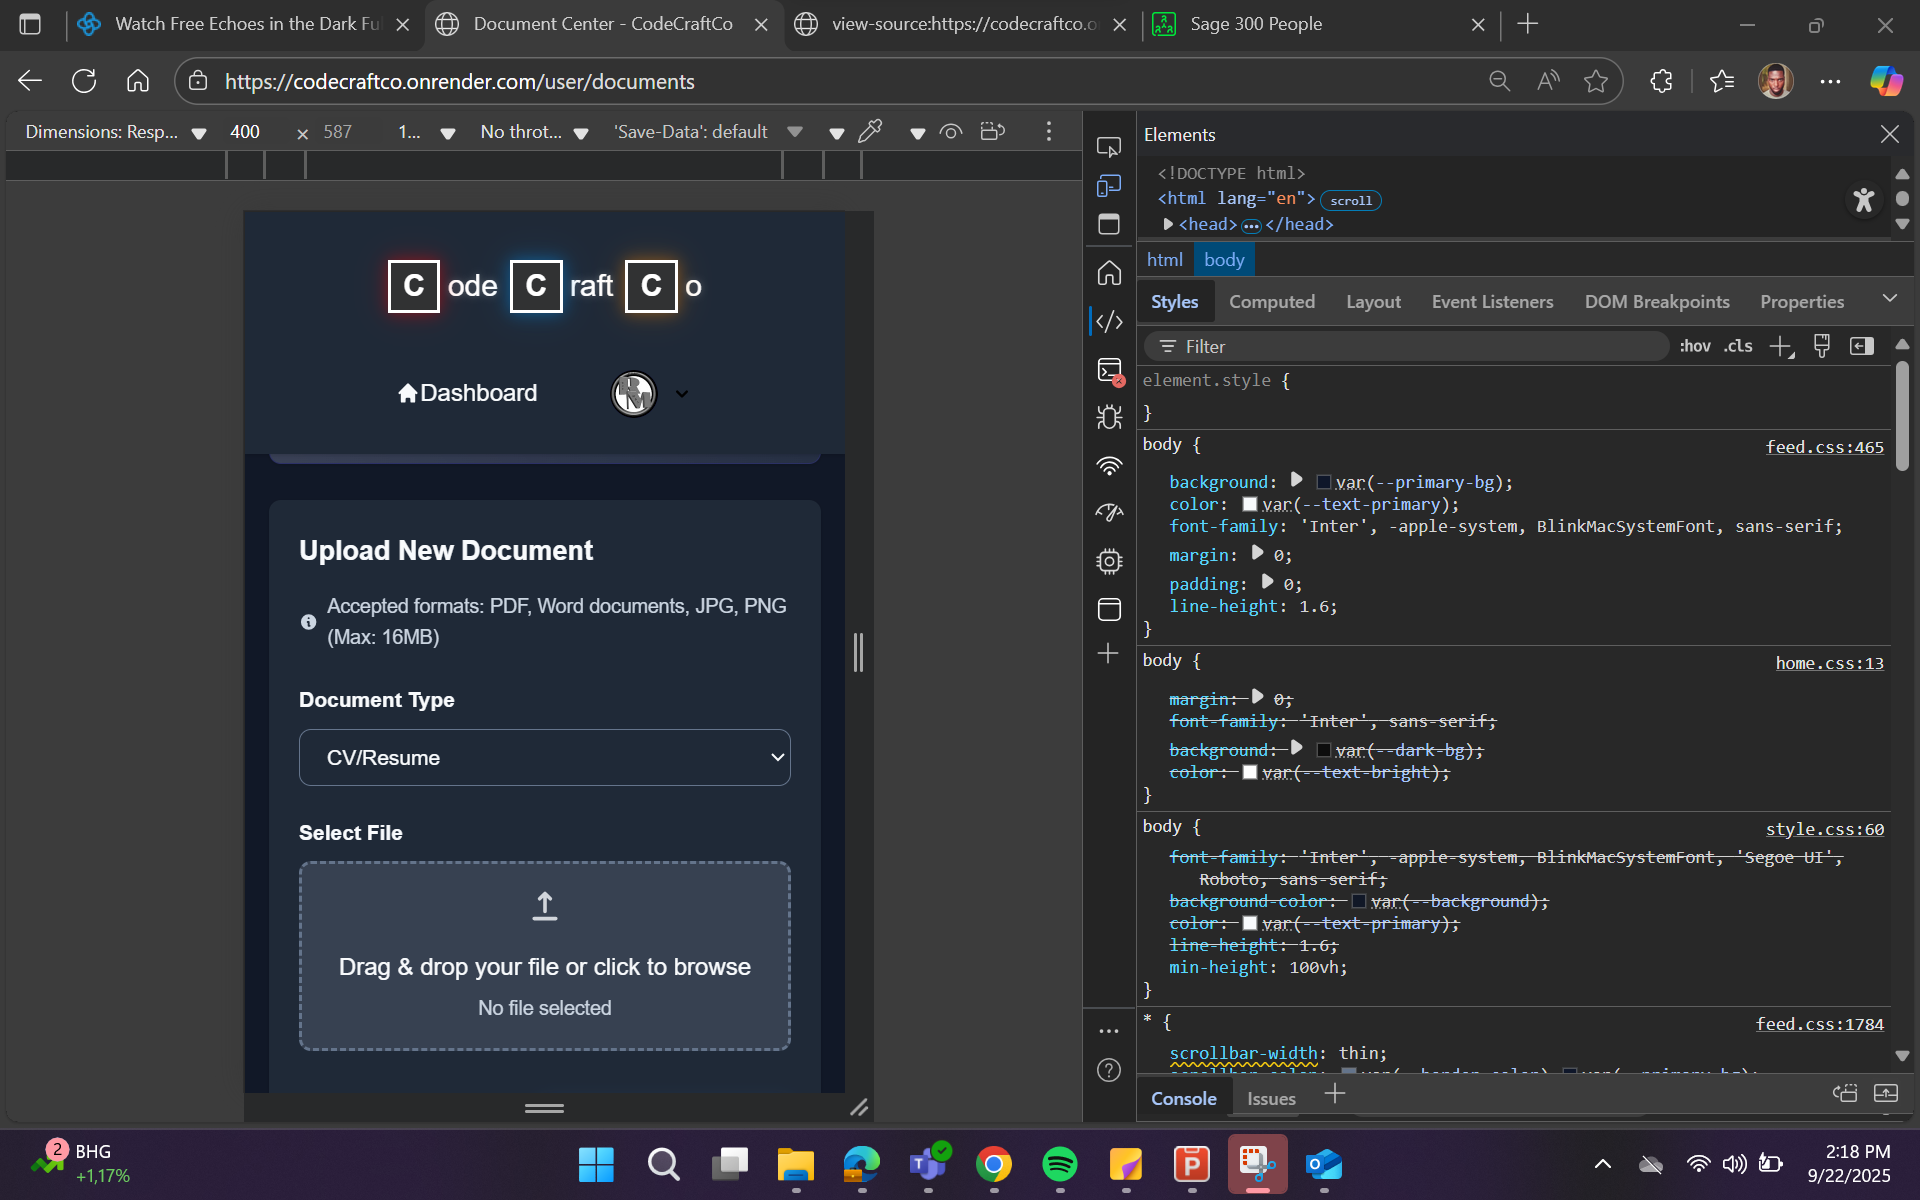 Watch Free Echoes in the Dark Ful
Document Center - CodeCraftCo
view-source:https://codecraftco.o
Sage 300 People
https://codecraftco.onrender.com/user/documents
Dimensions: Resp...
400
×
587
1...
No throt...
'Save-Data': default
C
ode
C
raft
C
o
Dashboard
Upload New Document
Accepted formats: PDF, Word documents, JPG, PNG
(Max: 16MB)
Document Type
CV/Resume
Select File
Drag & drop your file or click to browse
No file selected
Elements
<!DOCTYPE html>
<html lang="en">
scroll
<head> ... </head>
html
body
Styles
Computed
Layout
Event Listeners
DOM Breakpoints
Properties
Filter
:hov
.cls
element.style {
}
body {
feed.css:465
background: var(--primary-bg);
color: var(--text-primary);
font-family: 'Inter', -apple-system, BlinkMacSystemFont, sans-serif;
margin: 0;
padding: 0;
line-height: 1.6;
}
body {
home.css:13
margin: 0;
font-family: 'Inter', sans-serif;
background: var(--dark-bg);
color: var(--text-bright);
}
body {
style.css:60
font-family: 'Inter', -apple-system, BlinkMacSystemFont, 'Segoe UI',
Roboto, sans-serif;
background-color: var(--background);
color: var(--text-primary);
line-height: 1.6;
min-height: 100vh;
}
* {
feed.css:1784
scrollbar-width: thin;
scrollbar-color: var(--border-color) var(--primary-bg);
Console
Issues
2
BHG
+1,17%
2:18 PM
9/22/2025